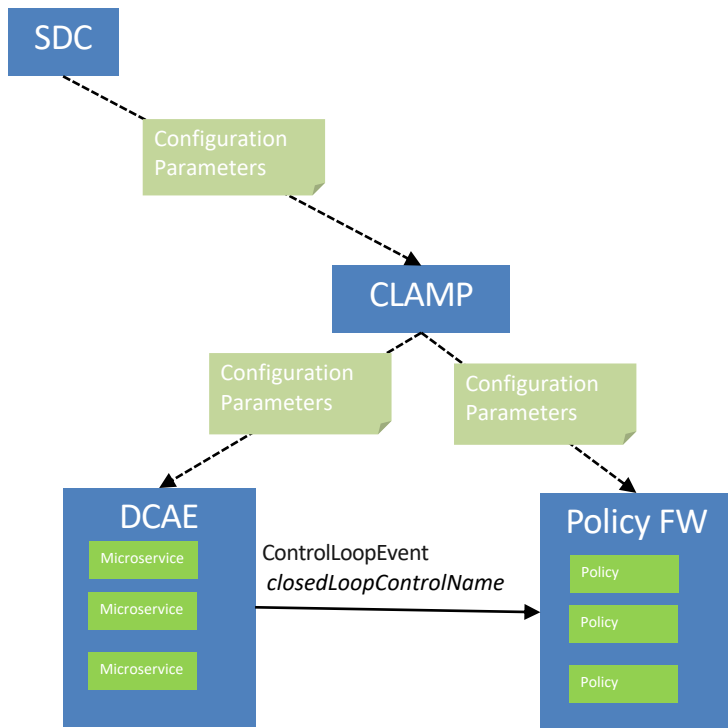 SDC
Configuration
Parameters
CLAMP
Configuration
Parameters
Configuration
Parameters
DCAE
Microservice
Microservice
Microservice
ControlLoopEvent
closedLoopControlName
Policy FW
Policy
Policy
Policy